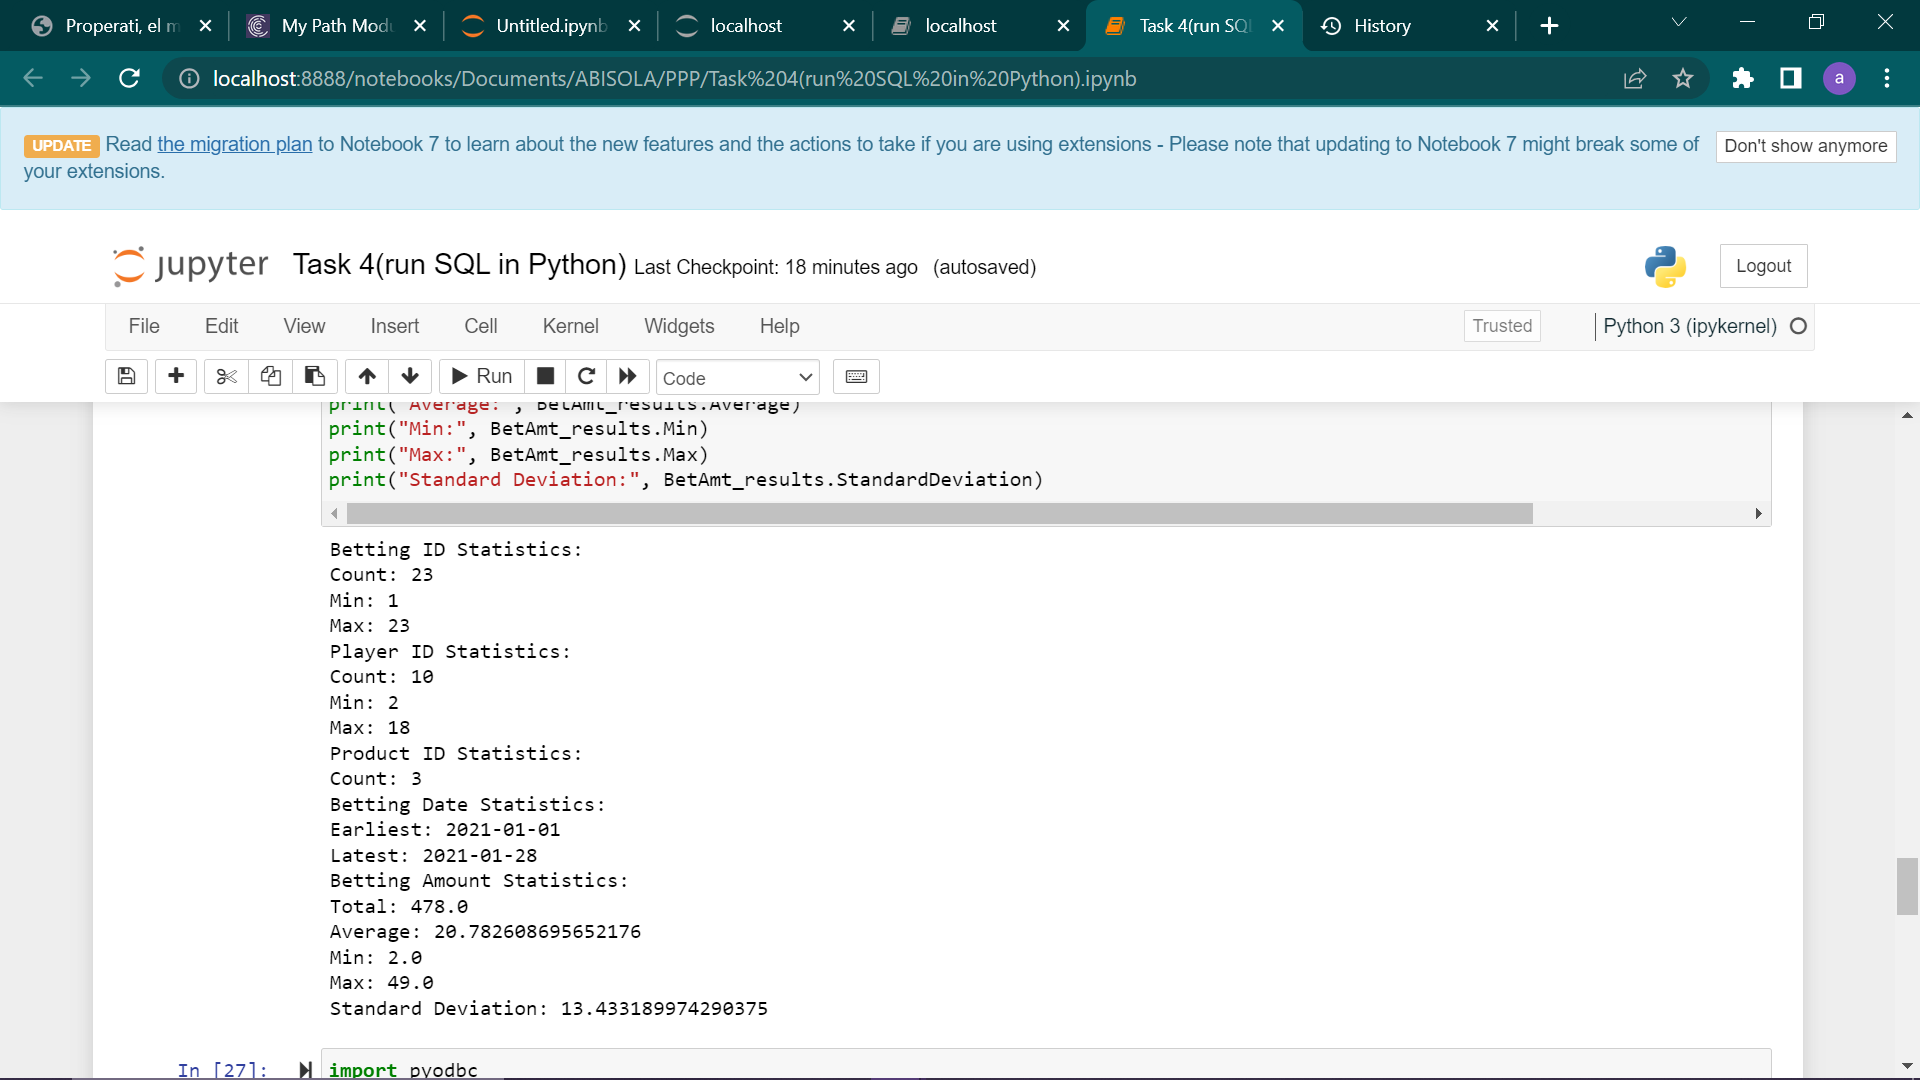 Properati, el m
My Path Modu
Untitled.ipynb
localhost
localhost
Task 4(run SQL
History
localhost:8888/notebooks/Documents/ABISOLA/PPP/Task%204(run%20SQL%20in%20Python).ipynb
a
UPDATE Read the migration plan to Notebook 7 to learn about the new features and the actions to take if you are using extensions - Please note that updating to Notebook 7 might break some of
your extensions.
Don't show anymore
jupyter Task 4(run SQL in Python) Last Checkpoint: 18 minutes ago (autosaved)
Logout
File Edit View Insert Cell Kernel Widgets Help
Trusted
Python 3 (ipykernel)
Run
Code
print("Average:", BetAmt_results.Average)
print("Min:", BetAmt_results.Min)
print("Max:", BetAmt_results.Max)
print("Standard Deviation:", BetAmt_results.StandardDeviation)
Betting ID Statistics:
Count: 23
Min: 1
Max: 23
Player ID Statistics:
Count: 10
Min: 2
Max: 18
Product ID Statistics:
Count: 3
Betting Date Statistics:
Earliest: 2021-01-01
Latest: 2021-01-28
Betting Amount Statistics:
Total: 478.0
Average: 20.782608695652176
Min: 2.0
Max: 49.0
Standard Deviation: 13.433189974290375
In [27]: import pyodbc